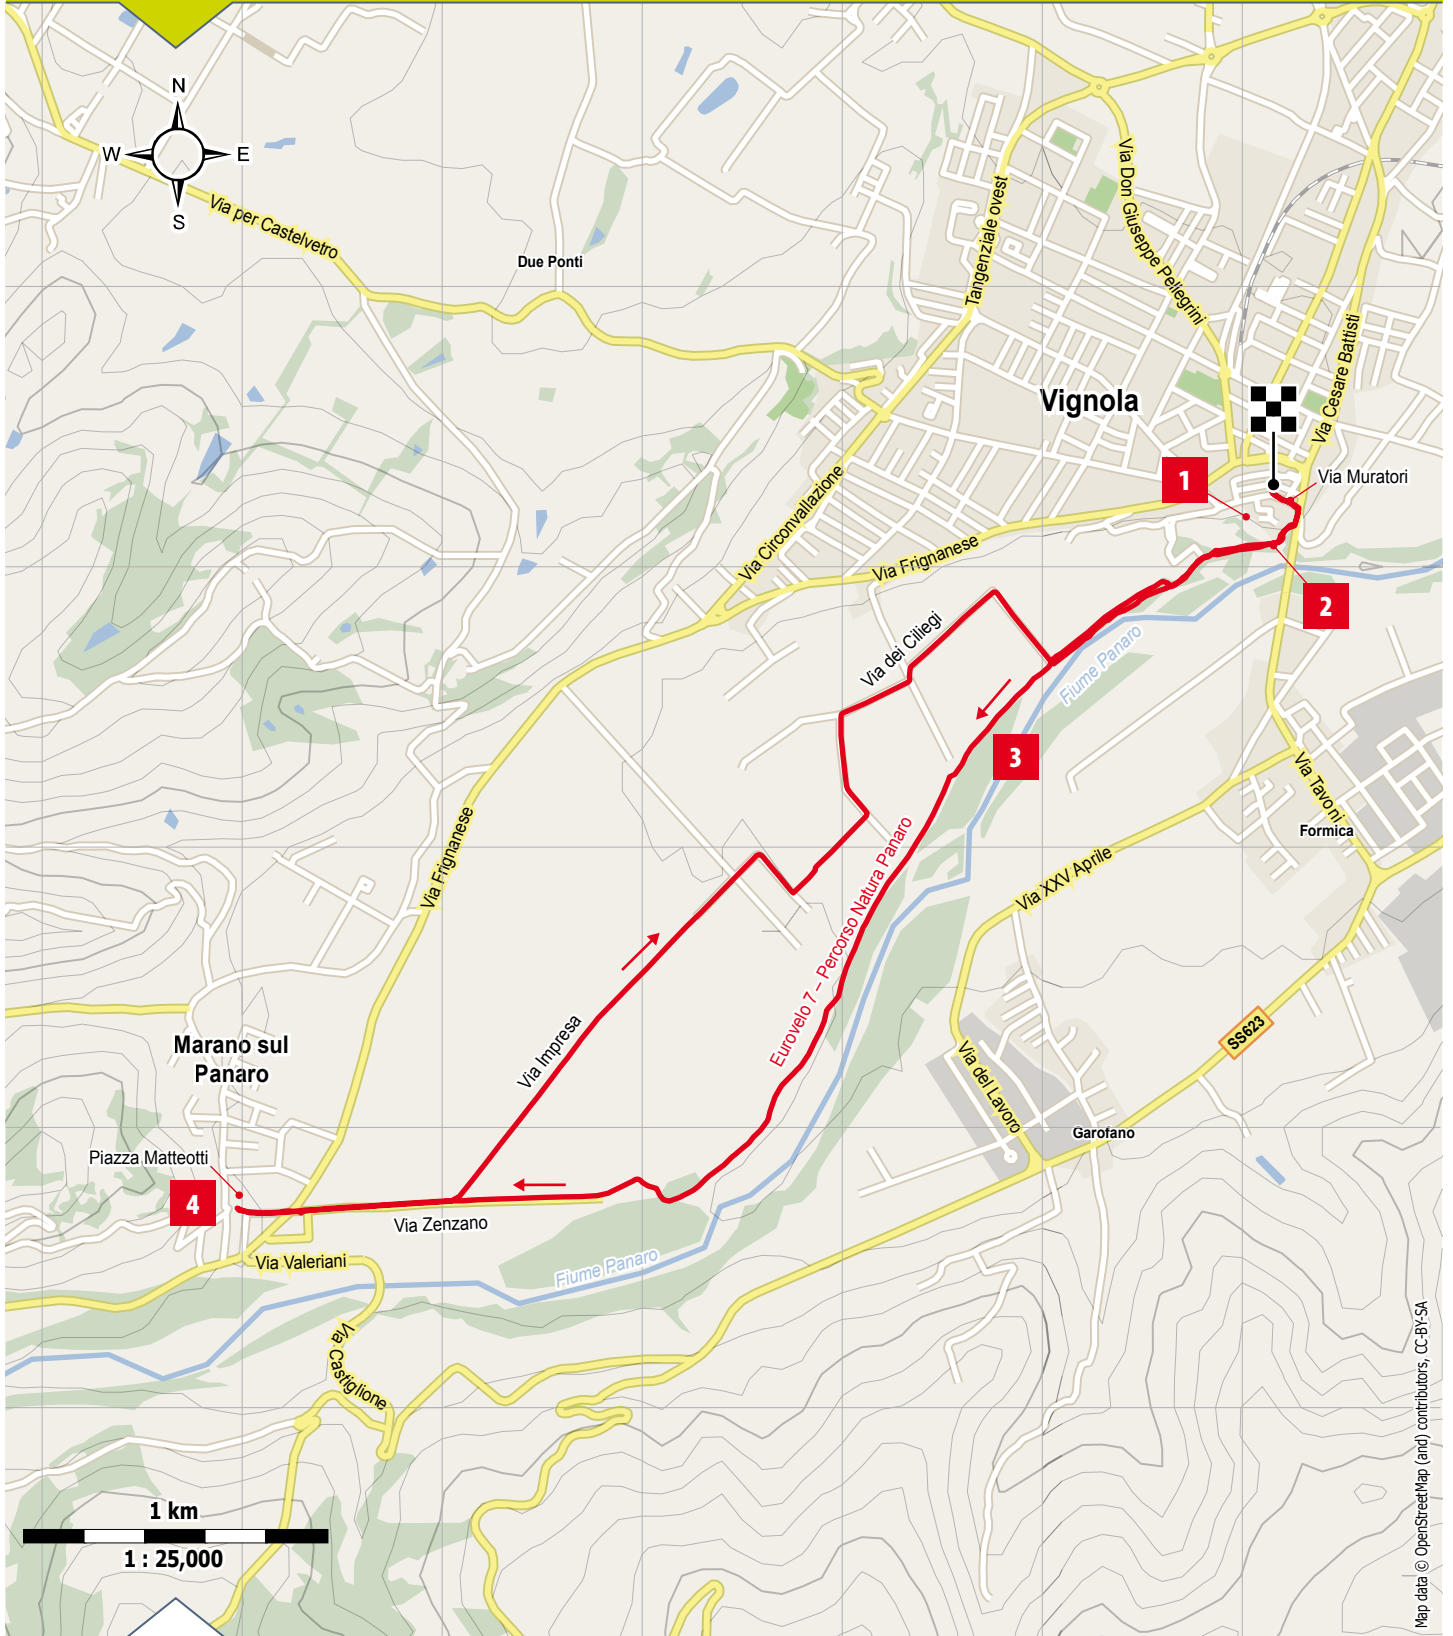 N
W
E
S
Via per Castelvetro
Due Ponti
Tangenziale ovest
Via Don Giuseppe Pellegrini
Via Cesare Battisti
Vignola
1
Via Muratori
Via Circonvallazione
Via Frignanese
2
Via dei Ciliegi
Fiume Panaro
3
Via Tavoni
Formica
Via Frignanese
Eurovelo 7 – Percorso Natura Panaro
Via XXV Aprile
SS623
Via Impresa
Marano sul
Panaro
Via del Lavoro
Garofano
Piazza Matteotti
4
Via Zenzano
Via Valeriani
Fiume Panaro
Via Castiglione
1 km
1 : 25,000
Map data © OpenStreetMap (and) contributors, CC-BY-SA